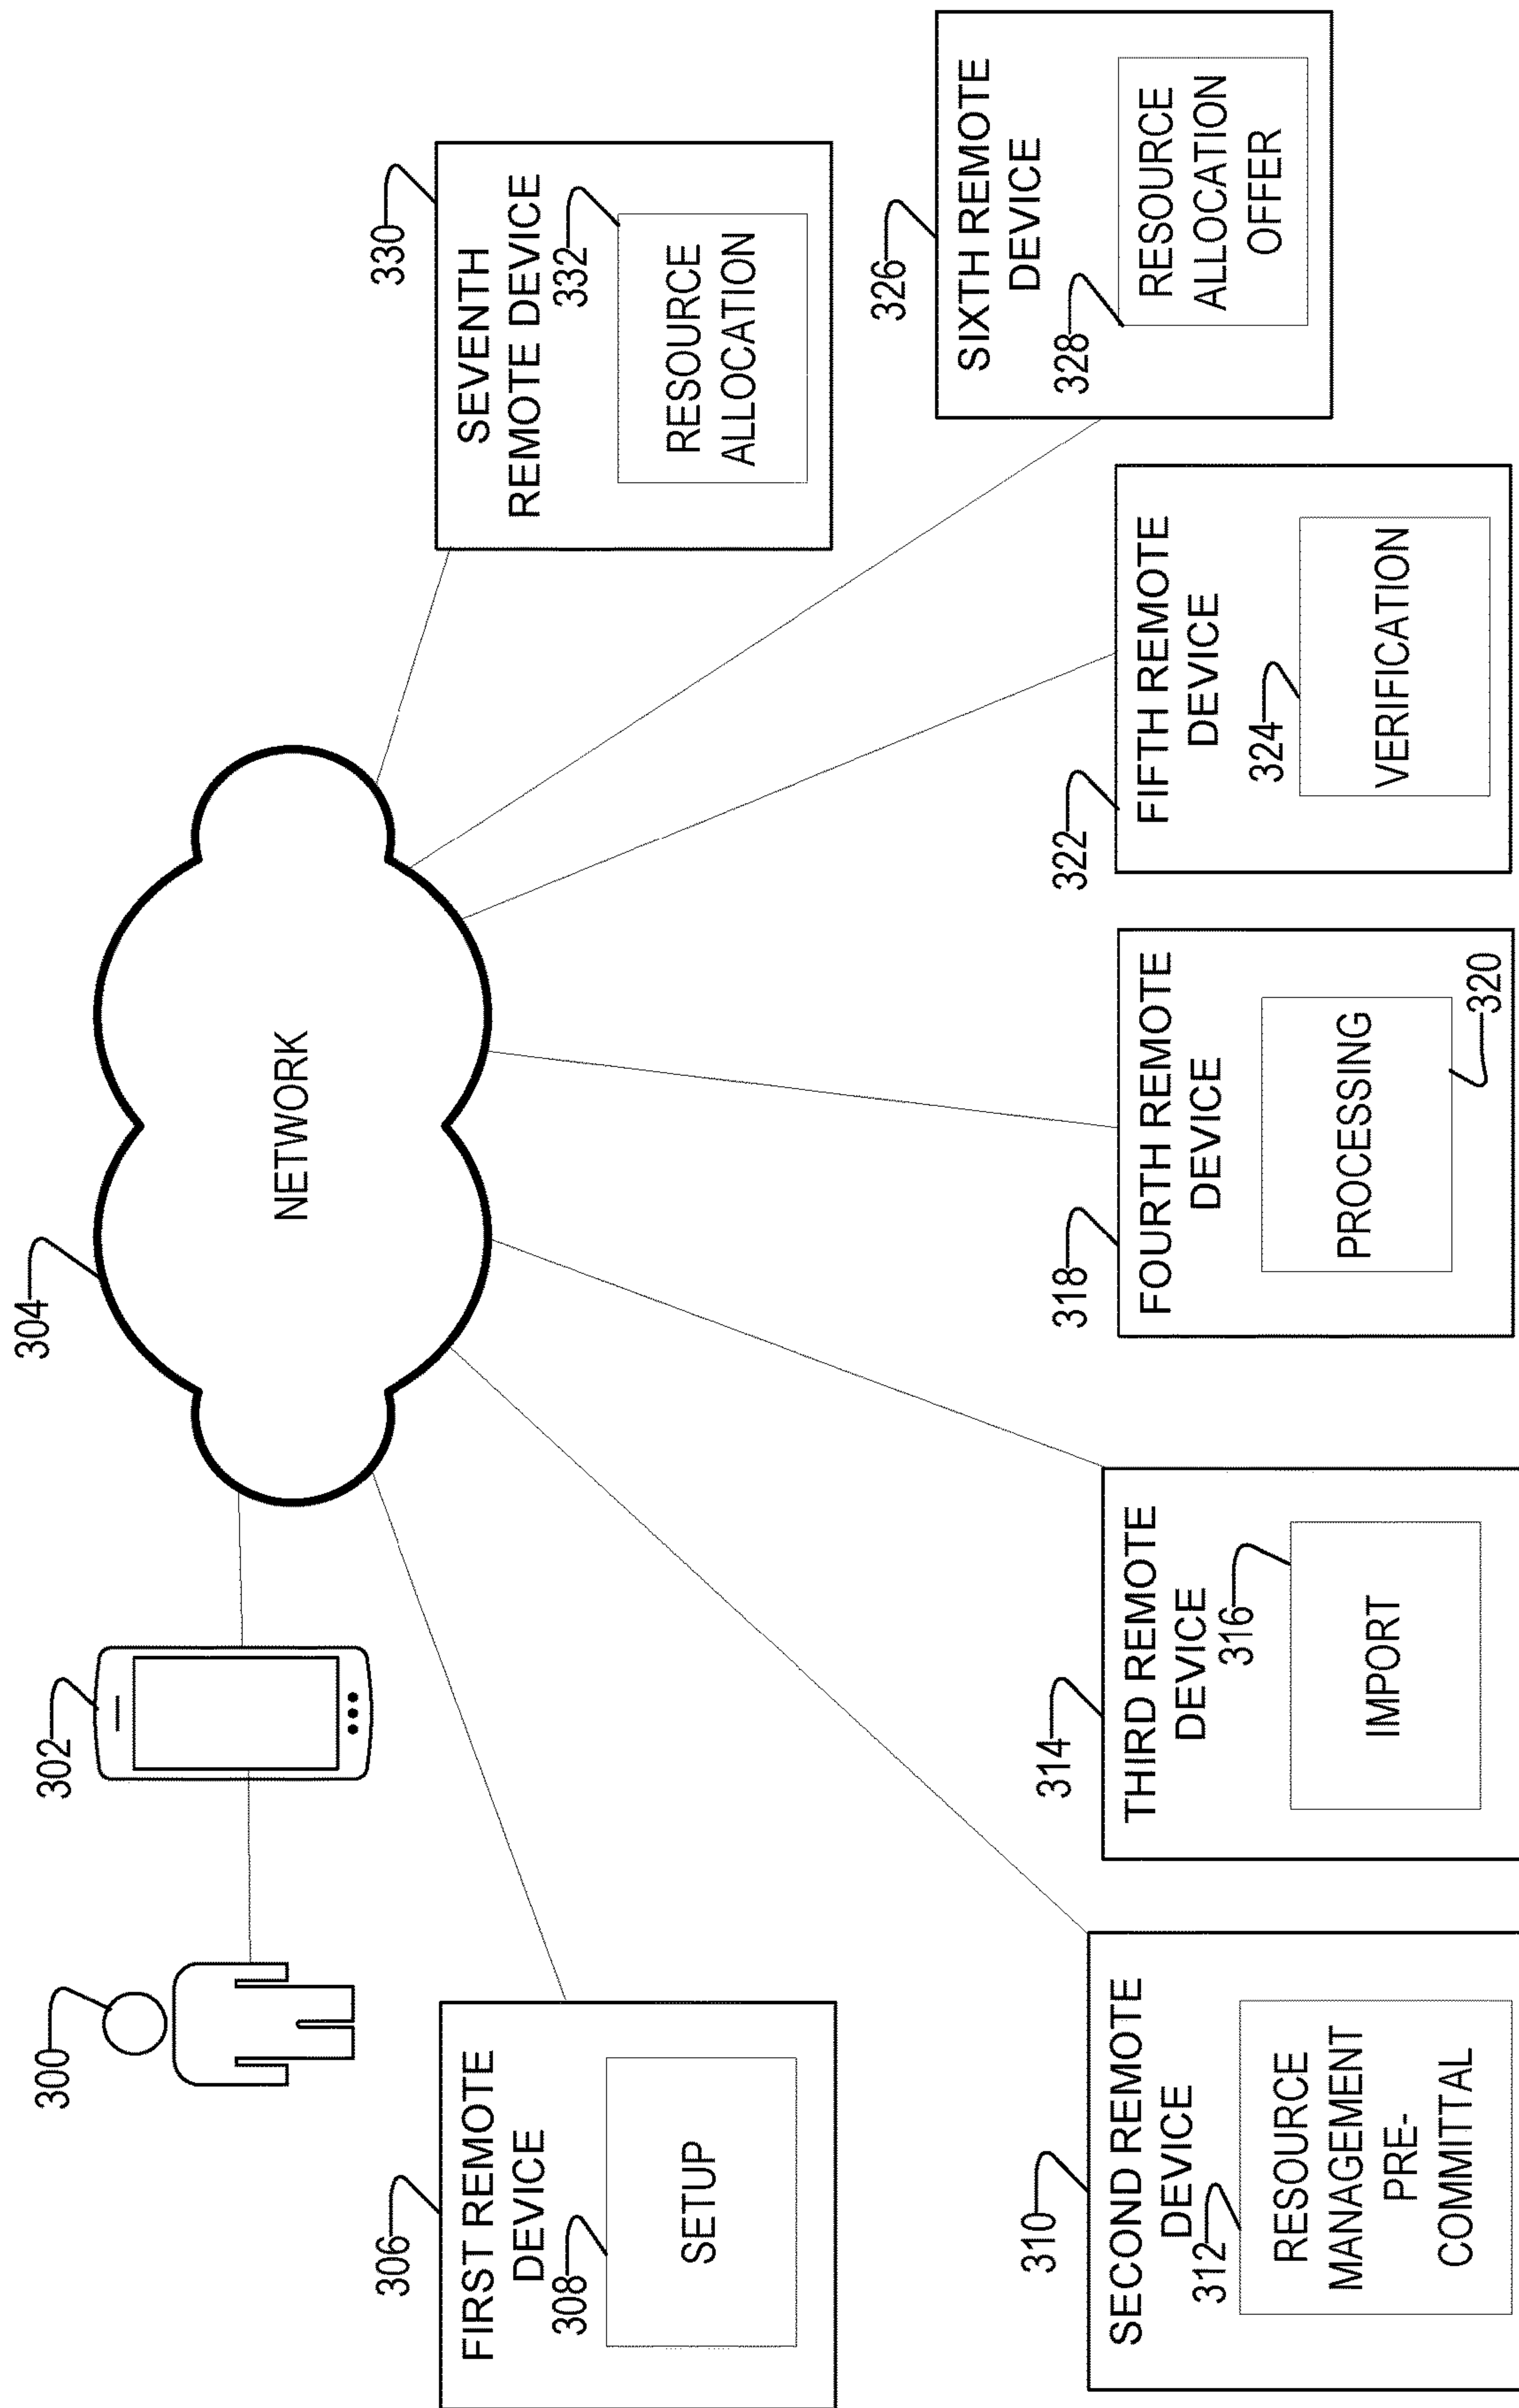 300
302
304
NETWORK
306
FIRST REMOTE
DEVICE
308
SETUP
330
SEVENTH
REMOTE DEVICE
332
RESOURCE
ALLOCATION
310
SECOND REMOTE
DEVICE
312
RESOURCE
MANAGEMENT
PRE-
COMMITTAL
314
THIRD REMOTE
DEVICE
316
IMPORT
318
FOURTH REMOTE
DEVICE
PROCESSING
320
322
FIFTH REMOTE
DEVICE
324
VERIFICATION
326
SIXTH REMOTE
DEVICE
328
RESOURCE
ALLOCATION
OFFER